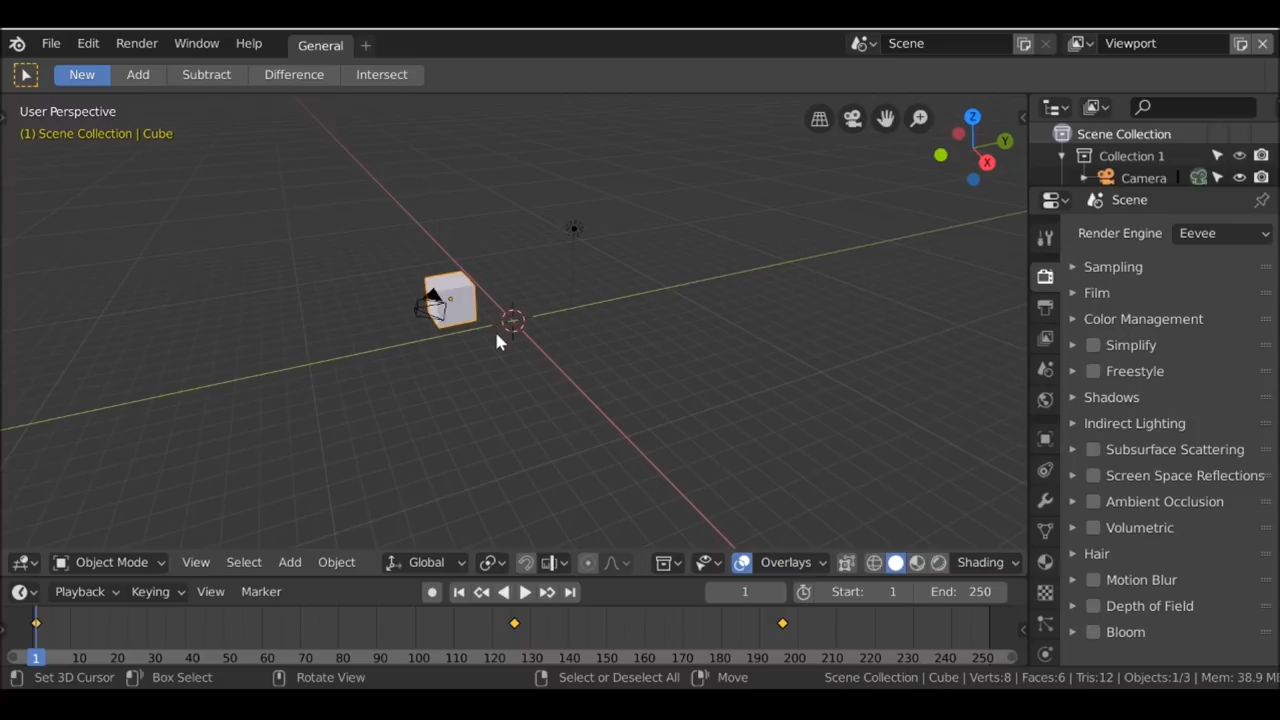 File Edit Render Window Help General + Scene Viewport
New Add Subtract Difference Intersect
User Perspective
(1) Scene Collection | Cube
Z
Y
X
Scene Collection
Collection 1
Camera
Scene
Render Engine Eevee
Sampling
Film
Color Management
Simplify
Freestyle
Shadows
Indirect Lighting
Subsurface Scattering
Screen Space Reflections
Ambient Occlusion
Volumetric
Hair
Motion Blur
Depth of Field
Bloom
Object Mode View Select Add Object Global Overlays Shading
Playback Keying View Marker 1 Start: 1 End: 250
1 10 20 30 40 50 60 70 80 90 100 110 120 130 140 150 160 170 180 190 200 210 220 230 240 250
Set 3D Cursor Box Select Rotate View Select or Deselect All Move Scene Collection | Cube | Verts:8 | Faces:6 | Tris:12 | Objects:1/3 | Mem: 38.9 M